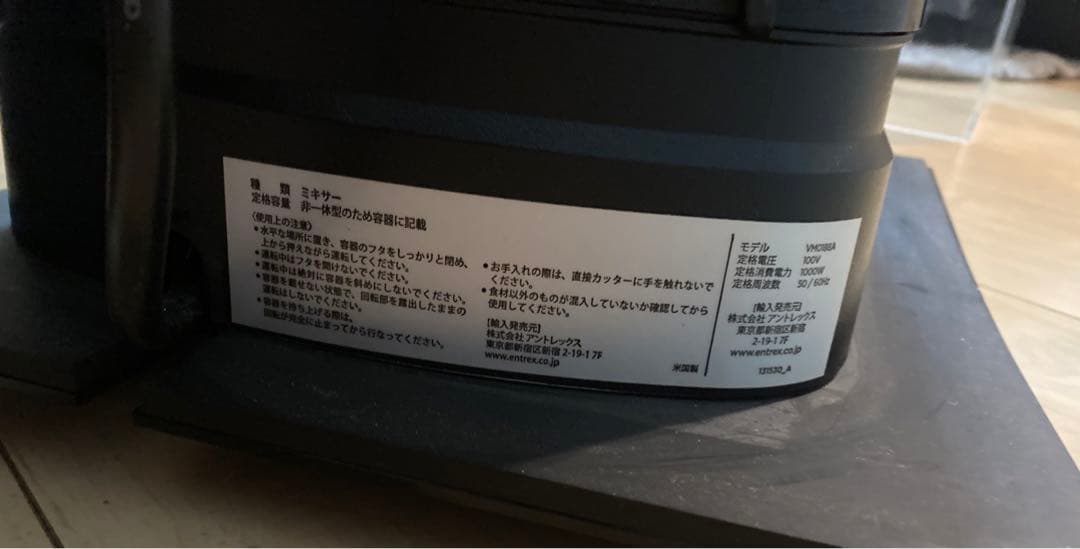 種　類　ミキサー
定格容量　非一体型のため容器に記載
〈使用上の注意〉
●水平な場所に置き、容器のフタをしっかりと閉め、
上から押えながら運転してください。
●運転中はフタを開けないでください。
●運転中は絶対に容器を斜めにしないでください。
●容器を載せない状態で、回転部を露出したままの
運転はしないでください。
●容器を持ち上げる際は、
回転が完全に止まってから行なってください。
●お手入れの際は、直接カッターに手を触れないで
ください。
●食材以外のものが混入していないか確認してから
使用してください。
[輸入発売元]
株式会社 アントレックス
東京都新宿区新宿 2-19-1 7F
www.entrex.co.jp
米国製
モデル　VM0188A
定格電圧　100V
定格消費電力　1000W
定格周波数　50 / 60Hz
[輸入発売元]
株式会社 アントレックス
東京都新宿区新宿
2-19-1 7F
www.entrex.co.jp
131530_A